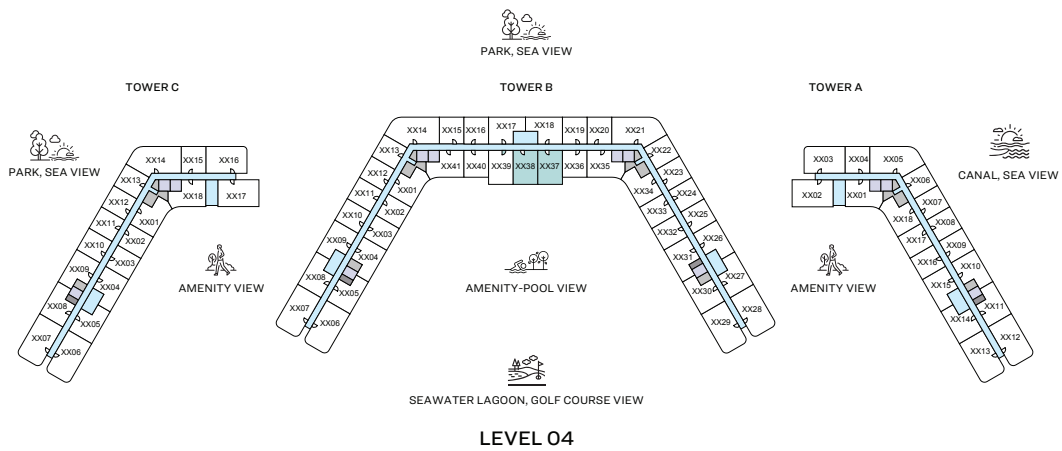 PARK, SEA VIEW
TOWER C
TOWER B
TOWER A
PARK, SEA VIEW
CANAL, SEA VIEW
XX14 XX15 XX16
XX13
XX18 XX17
XX12
XX01
XX11
XX02
XX10
XX03
XX09
XX04
XX08
XX05
XX07
XX06
XX14 XX15 XX16 XX17 XX18 XX19 XX20 XX21
XX13
XX41 XX40 XX39 XX38 XX37 XX36 XX35
XX22
XX12
XX01
XX34
XX23
XX11
XX02
XX33
XX24
XX10
XX03
XX32
XX25
XX09
XX04
XX31
XX26
XX08
XX05
XX30
XX27
XX07
XX06
XX29
XX28
XX03 XX04 XX05
XX02 XX01
XX06
XX18
XX07
XX17
XX08
XX16
XX09
XX15
XX10
XX14
XX11
XX13
XX12
AMENITY VIEW
AMENITY-POOL VIEW
AMENITY VIEW
SEAWATER LAGOON, GOLF COURSE VIEW
LEVEL 04